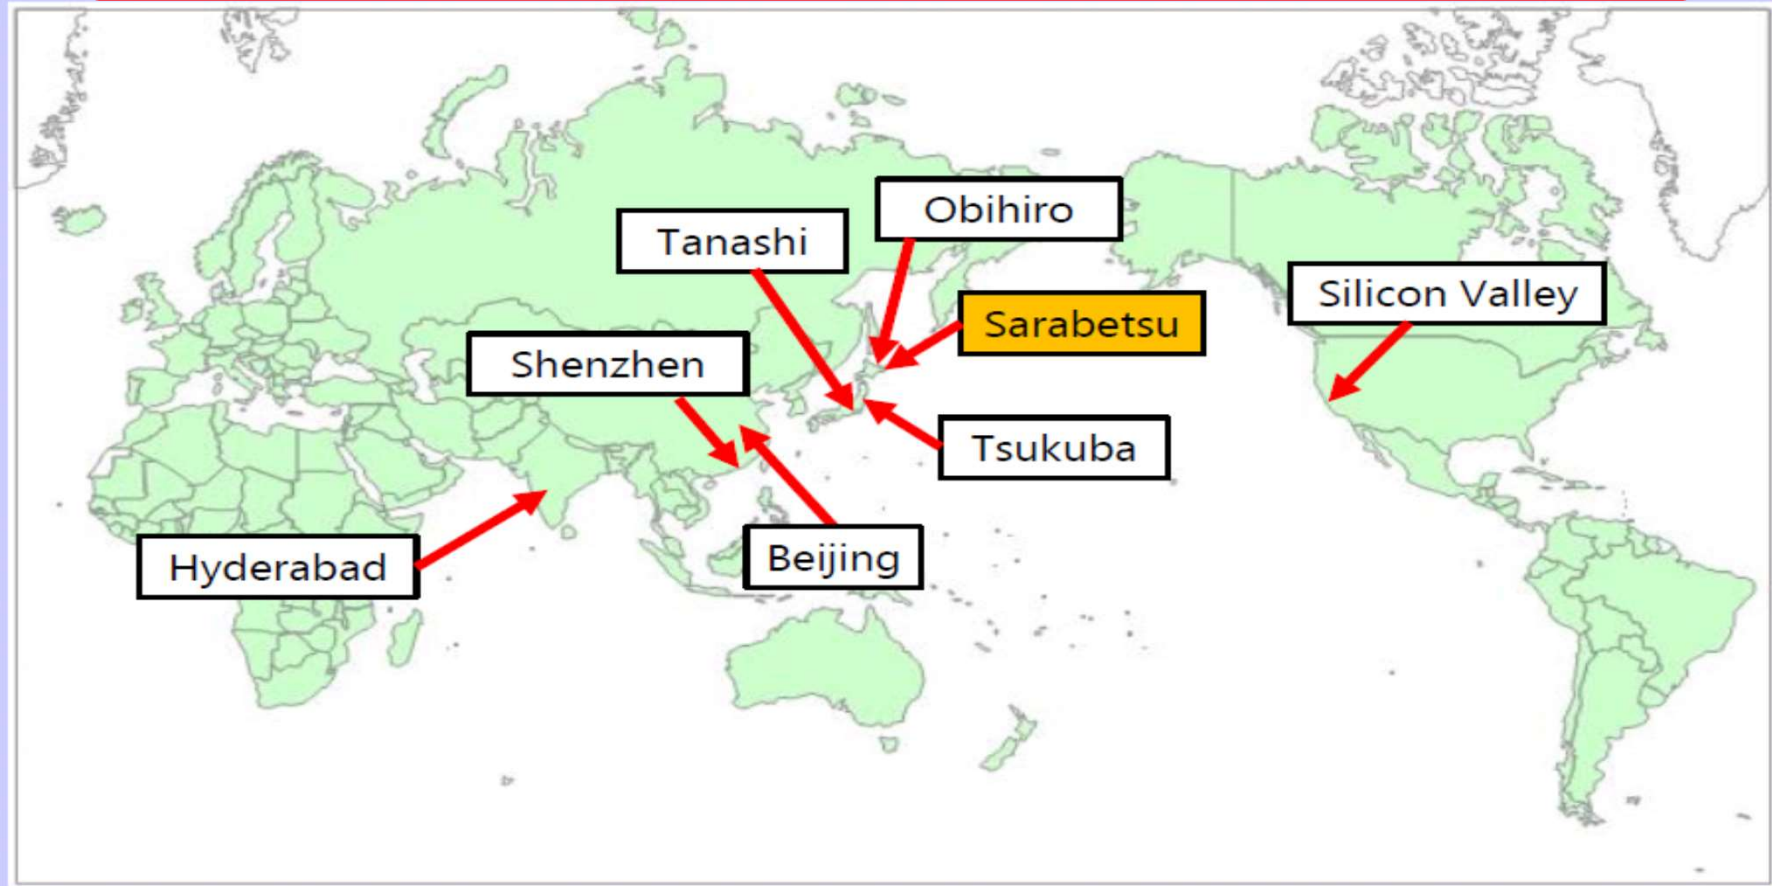 Obihiro
Tanashi
Silicon Valley
Sarabetsu
Shenzhen
Tsukuba
Beijing
Hyderabad